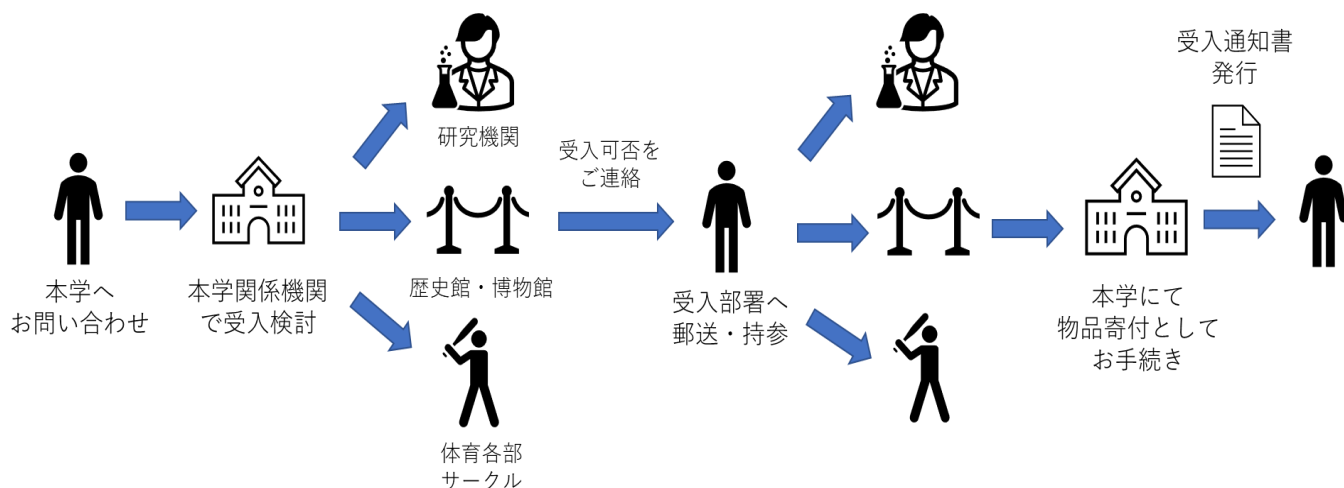 本学へ
お問い合わせ
本学関係機関
で受入検討
研究機関
歴史館・博物館
体育各部
サークル
受入可否を
ご連絡
受入部署へ
郵送・持参
本学にて
物品寄付として
お手続き
受入通知書
発行